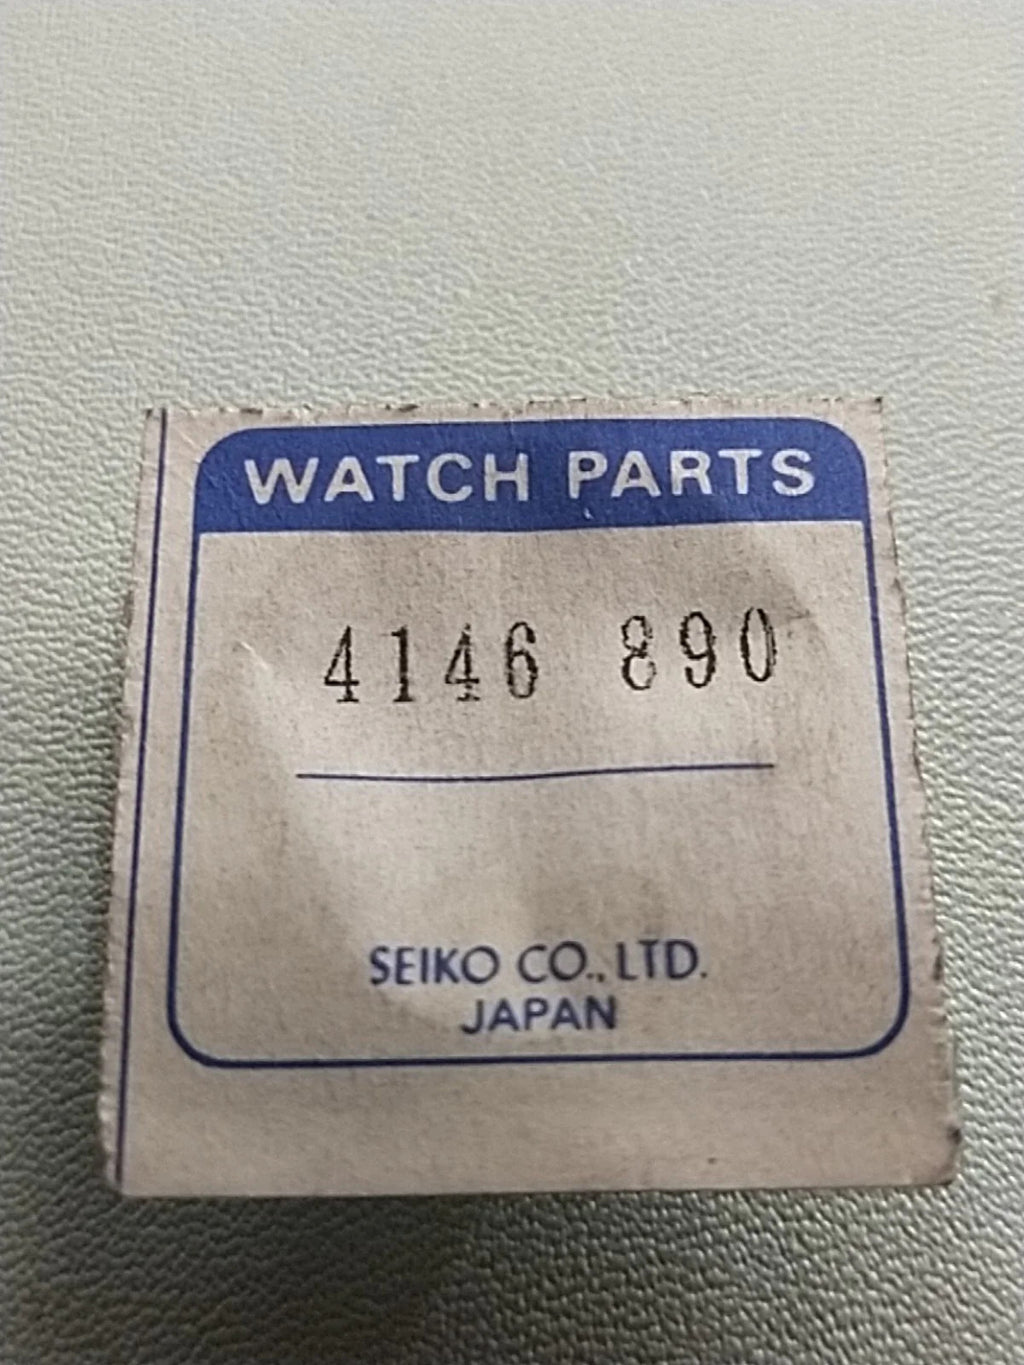 WATCH PARTS
4146 890
SEIKO CO., LTD.
JAPAN